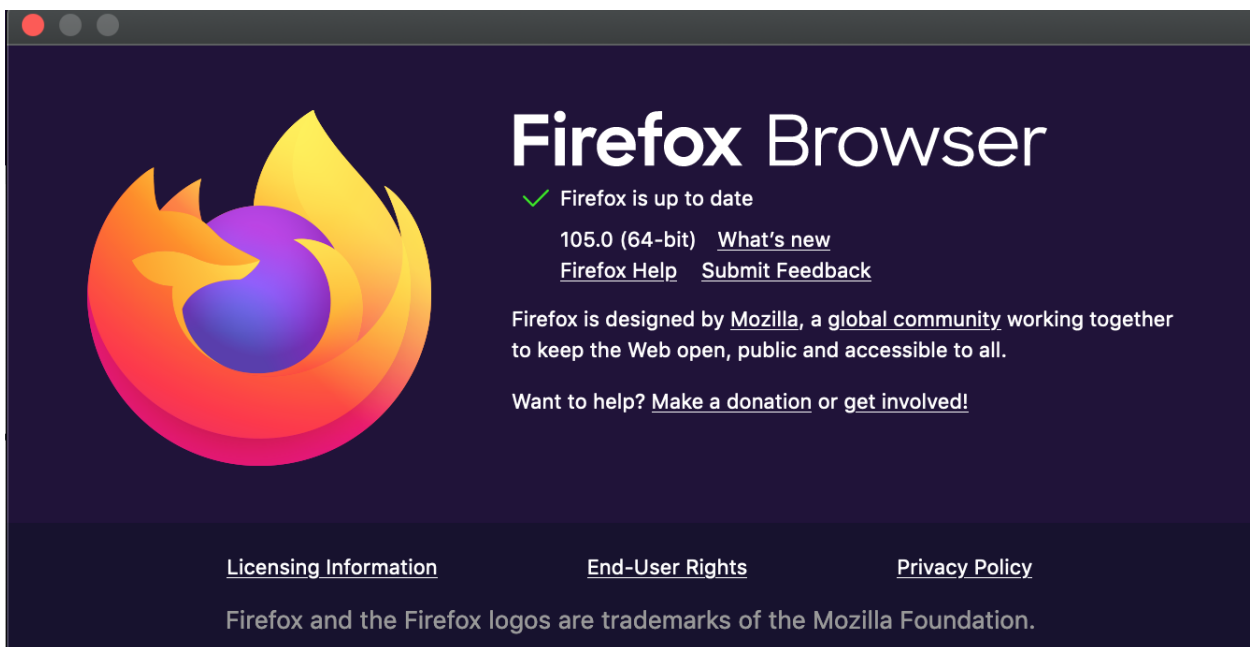 Firefox Browser
Firefox is up to date
105.0 (64-bit) What's new
Firefox Help Submit Feedback
Firefox is designed by Mozilla, a global community working together
to keep the Web open, public and accessible to all.
Want to help? Make a donation or get involved!
Licensing Information End-User Rights Privacy Policy
Firefox and the Firefox logos are trademarks of the Mozilla Foundation.